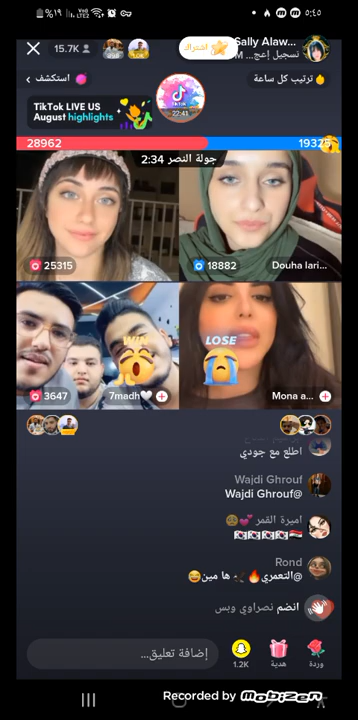 %١٩
٥:٤٥
15.7K
اشتراك
Sally Alaw...
تسجيل إعج...
استكشف
ترتيب كل ساعة
TikTok LIVE US
August highlights
TikTok
22:41
28962
19325
جولة النصر 2:34
25315
18882
Douha lari...
WIN
LOSE
3647
7madh
Mona a...
اطلع مع جودي
Wajdi Ghrouf
@Wajdi Ghrouf
اميرة القمر
Rond
@التعمري ها مين
انضم نصراوي وبس
إضافة تعليق...
1.2K
هدية
وردة
Recorded by mobizen